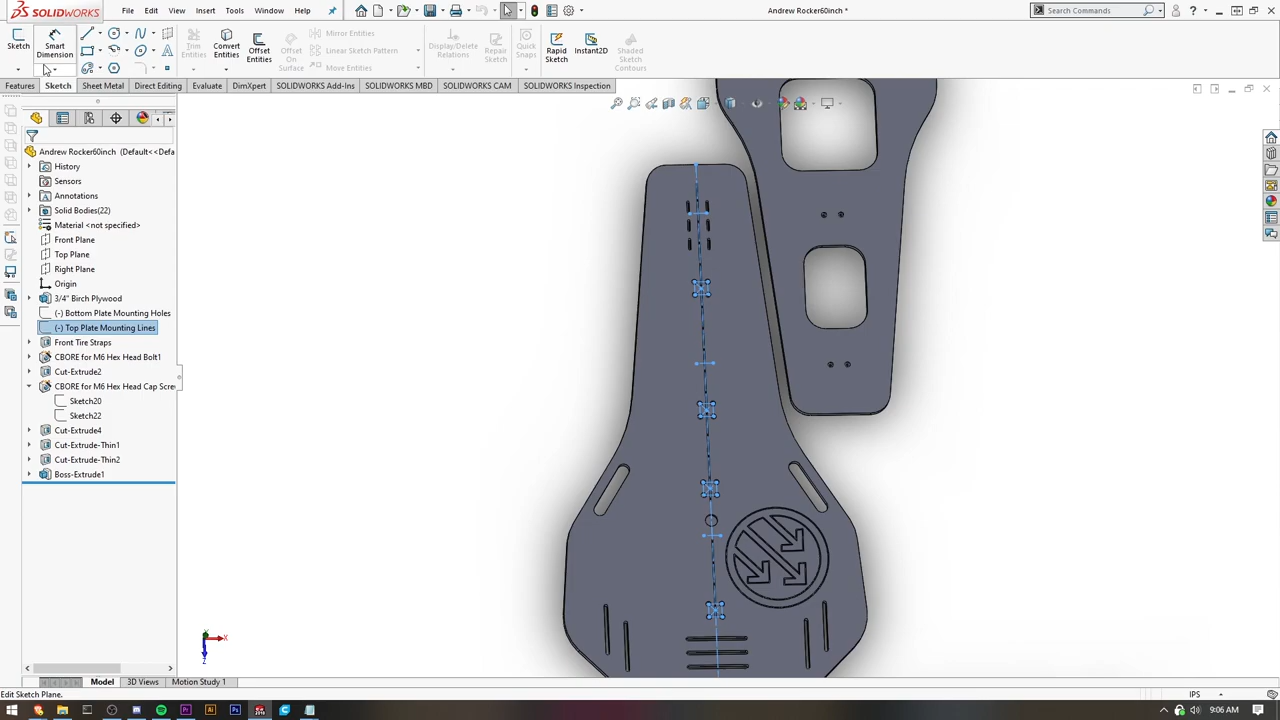 SOLIDWORKS File Edit View Insert Tools Window Help Andrew Rocker60inch * Search Commands
Sketch Smart Dimension Trim Entities Convert Entities Offset Entities Offset On Surface Mirror Entities Linear Sketch Pattern Move Entities Display/Delete Relations Repair Sketch Quick Snaps Rapid Sketch Instant2D Shaded Sketch Contours
Features Sketch Sheet Metal Direct Editing Evaluate DimXpert SOLIDWORKS Add-Ins SOLIDWORKS MBD SOLIDWORKS CAM SOLIDWORKS Inspection
Andrew Rocker60inch (Default<<Defa
History
Sensors
Annotations
Solid Bodies(22)
Material <not specified>
Front Plane
Top Plane
Right Plane
Origin
3/4" Birch Plywood
(-) Bottom Plate Mounting Holes
(-) Top Plate Mounting Lines
Front Tire Straps
CBORE for M6 Hex Head Bolt1
Cut-Extrude2
CBORE for M6 Hex Head Cap Scre
Sketch20
Sketch22
Cut-Extrude4
Cut-Extrude-Thin1
Cut-Extrude-Thin2
Boss-Extrude1
X
Z
Model 3D Views Motion Study 1
Edit Sketch Plane. IPS
9:06 AM